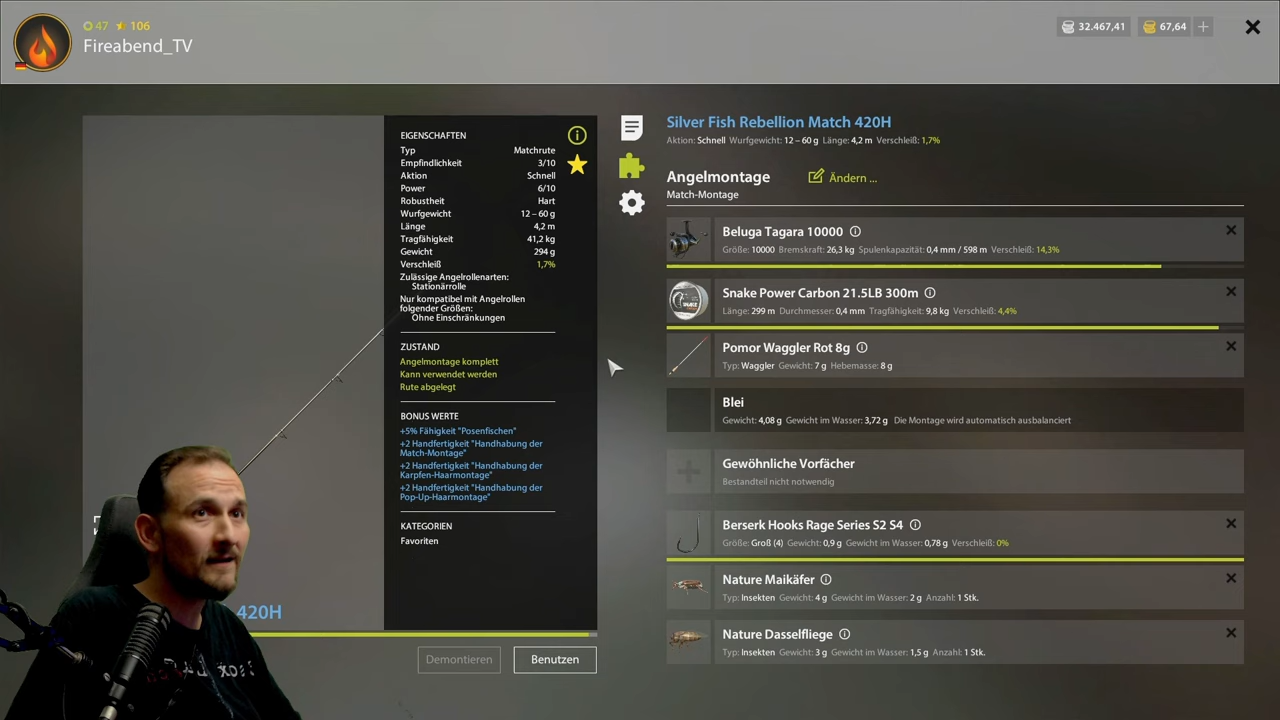 47 106
Fireabend_TV
32.467,41
67,64
EIGENSCHAFTEN
Typ Matchrute
Empfindlichkeit 3/10
Aktion Schnell
Power 6/10
Robustheit Hart
Wurfgewicht 12 – 60 g
Länge 4,2 m
Tragfähigkeit 41,2 kg
Gewicht 294 g
Verschleiß 1,7%
Zulässige Angelrollenarten:
Stationärrolle
Nur kompatibel mit Angelrollen
folgender Größen:
Ohne Einschränkungen
ZUSTAND
Angelmontage komplett
Kann verwendet werden
Rute abgelegt
BONUS WERTE
+5% Fähigkeit "Posenfischen"
+2 Handfertigkeit "Handhabung der
Match-Montage"
+2 Handfertigkeit "Handhabung der
Karpfen-Haarmontage"
+2 Handfertigkeit "Handhabung der
Pop-Up-Haarmontage"
KATEGORIEN
Favoriten
420H
Demontieren
Benutzen
Silver Fish Rebellion Match 420H
Aktion: Schnell Wurfgewicht: 12 – 60 g Länge: 4,2 m Verschleiß: 1,7%
Angelmontage
Ändern ...
Match-Montage
Beluga Tagara 10000
Größe: 10000 Bremskraft: 26,3 kg Spulenkapazität: 0,4 mm / 598 m Verschleiß: 14,3%
Snake Power Carbon 21.5LB 300m
Länge: 299 m Durchmesser: 0,4 mm Tragfähigkeit: 9,8 kg Verschleiß: 4,4%
Pomor Waggler Rot 8g
Typ: Waggler Gewicht: 7 g Hebemasse: 8 g
Blei
Gewicht: 4,08 g Gewicht im Wasser: 3,72 g Die Montage wird automatisch ausbalanciert
Gewöhnliche Vorfächer
Bestandteil nicht notwendig
Berserk Hooks Rage Series S2 S4
Größe: Groß (4) Gewicht: 0,9 g Gewicht im Wasser: 0,78 g Verschleiß: 0%
Nature Maikäfer
Typ: Insekten Gewicht: 4 g Gewicht im Wasser: 2 g Anzahl: 1 Stk.
Nature Dasselfliege
Typ: Insekten Gewicht: 3 g Gewicht im Wasser: 1,5 g Anzahl: 1 Stk.